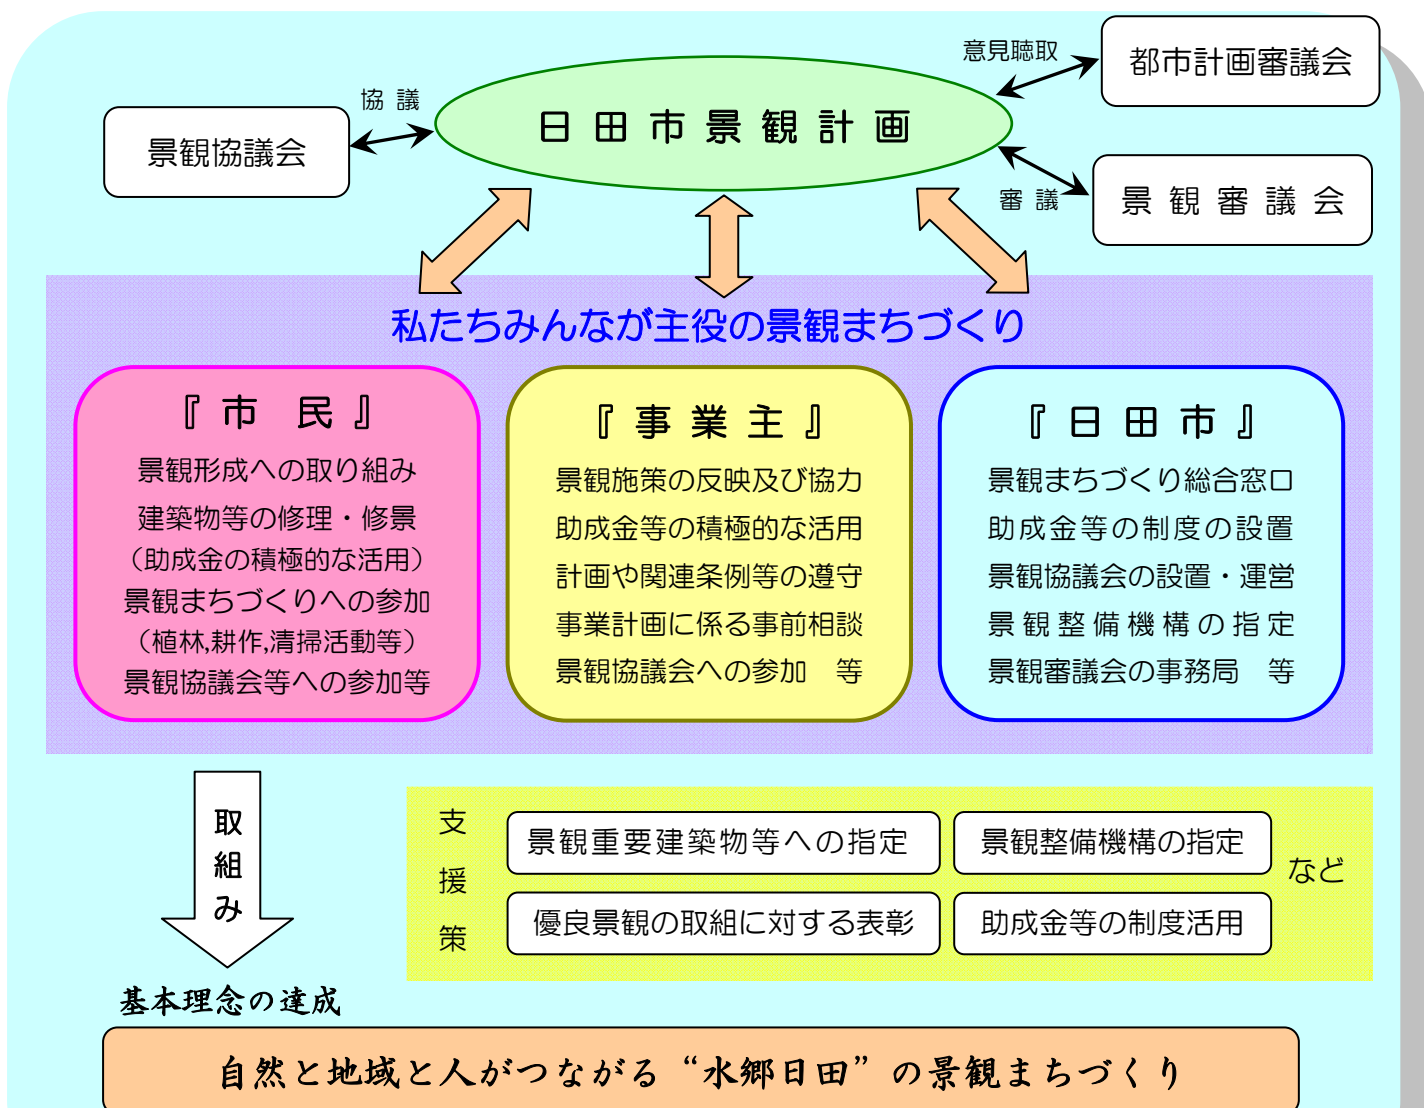 意見聴取
都市計画審議会
協 議
日 田 市 景 観 計 画
景観協議会
審 議
景 観 審 議 会
私たちみんなが主役の景観まちづくり
『 市 民 』
景観形成への取り組み
建築物等の修理・修景
（助成金の積極的な活用）
景観まちづくりへの参加
（植林,耕作,清掃活動等）
景観協議会等への参加等
『 事 業 主 』
景観施策の反映及び協力
助成金等の積極的な活用
計画や関連条例等の遵守
事業計画に係る事前相談
景観協議会への参加 等
『 日 田 市 』
景観まちづくり総合窓口
助成金等の制度の設置
景観協議会の設置・運営
景観整備機構の指定
景観審議会の事務局 等
取組み
支援策
景観重要建築物等への指定
景観整備機構の指定
優良景観の取組に対する表彰
助成金等の制度活用
など
基本理念の達成
自然と地域と人がつながる“水郷日田”の景観まちづくり